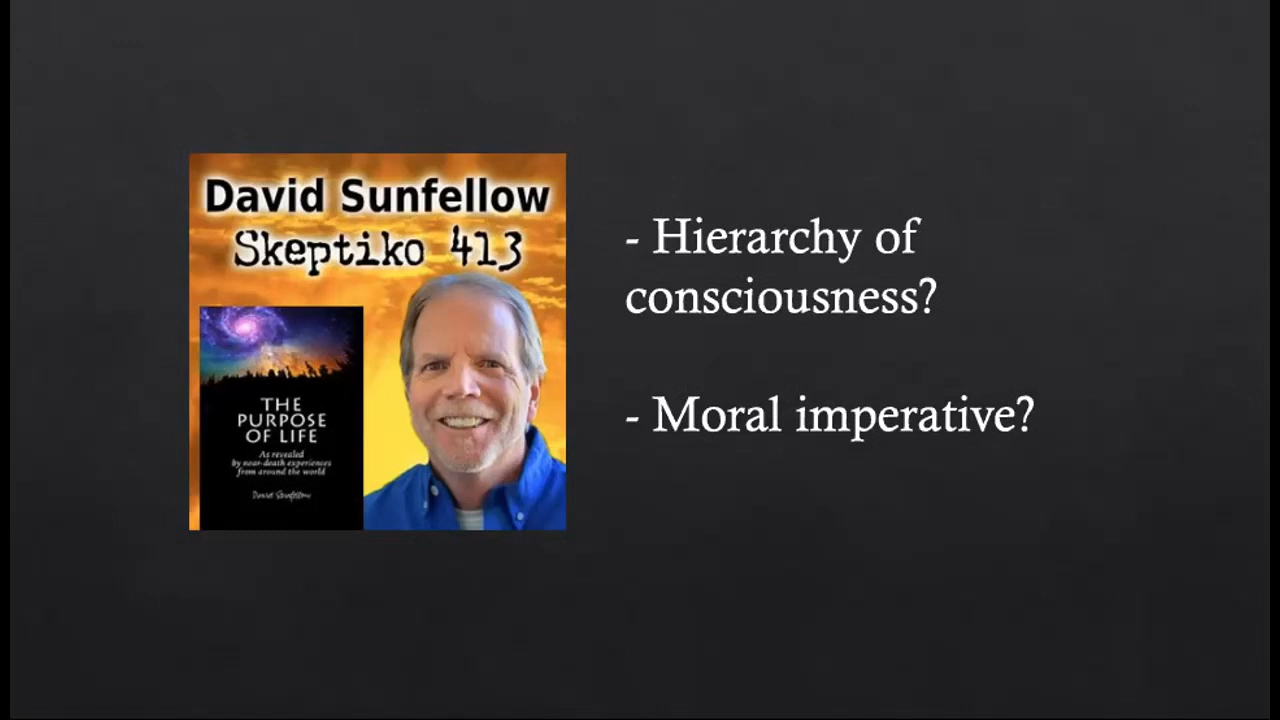 David Sunfellow
Skeptiko 413
THE
PURPOSE
OF LIFE
As revealed
by near-death experiences
from around the world
David Sunfellow
- Hierarchy of
consciousness?
- Moral imperative?